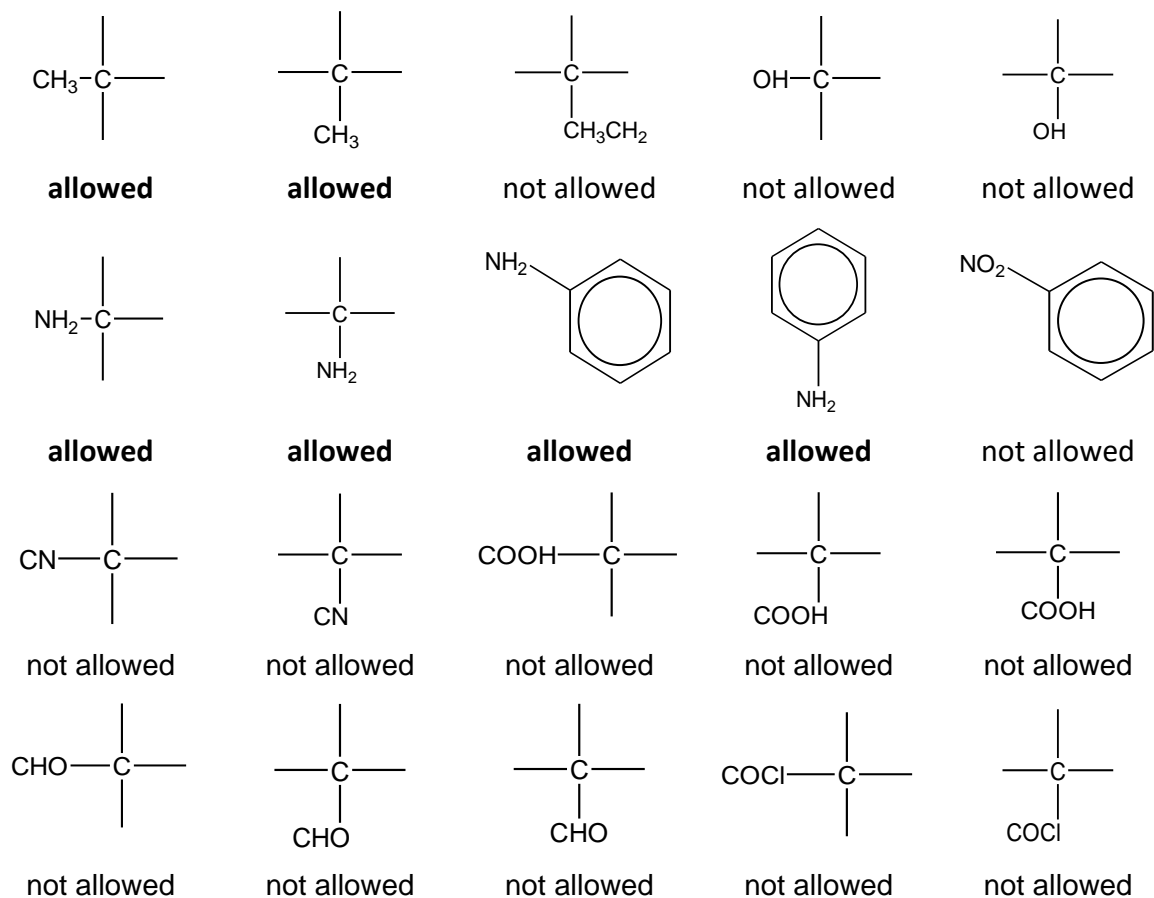 CH₃ C C C OH C C
CH₃ CH₃CH₂ OH
allowed allowed not allowed not allowed not allowed
NH₂ NO₂
NH₂ C C
NH₂ NH₂
allowed allowed allowed allowed not allowed
CN C C COOH C C C
CN COOH COOH
not allowed not allowed not allowed not allowed not allowed
CHO C C C COCl C C
CHO CHO COCl
not allowed not allowed not allowed not allowed not allowed